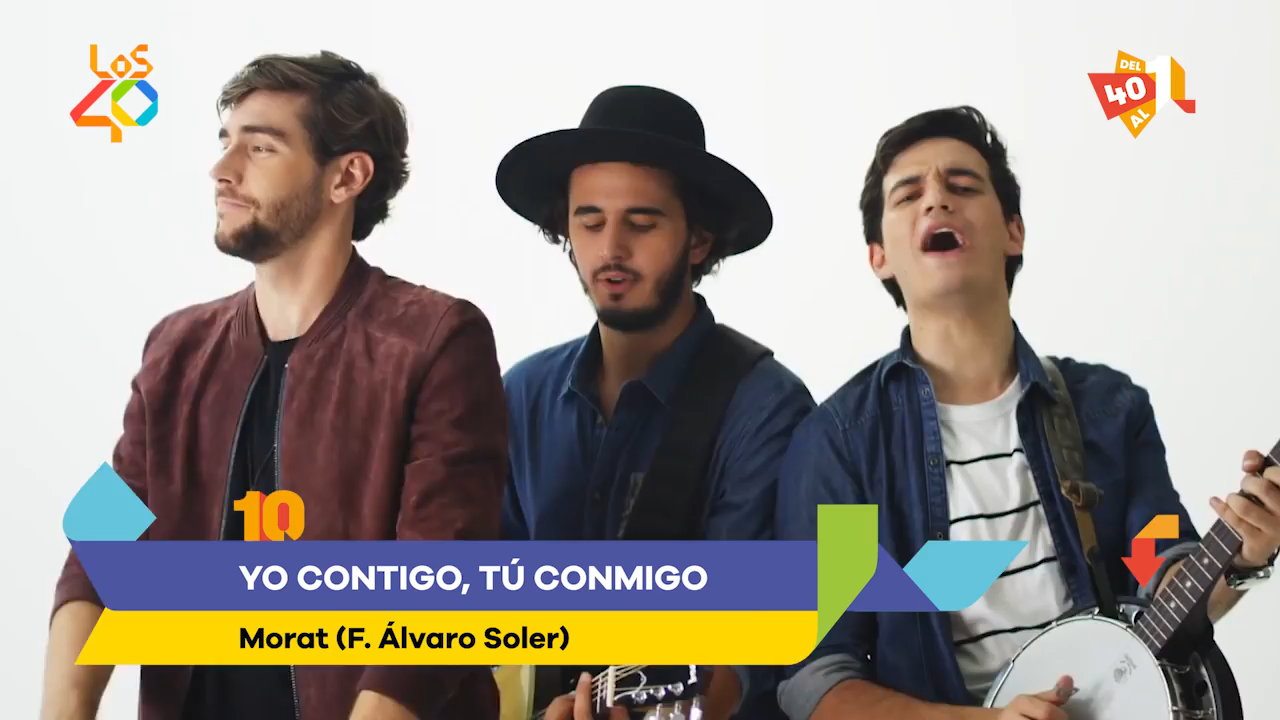 LOS
40
DEL
40
AL
1
10
YO CONTIGO, TÚ CONMIGO
Morat (F. Álvaro Soler)